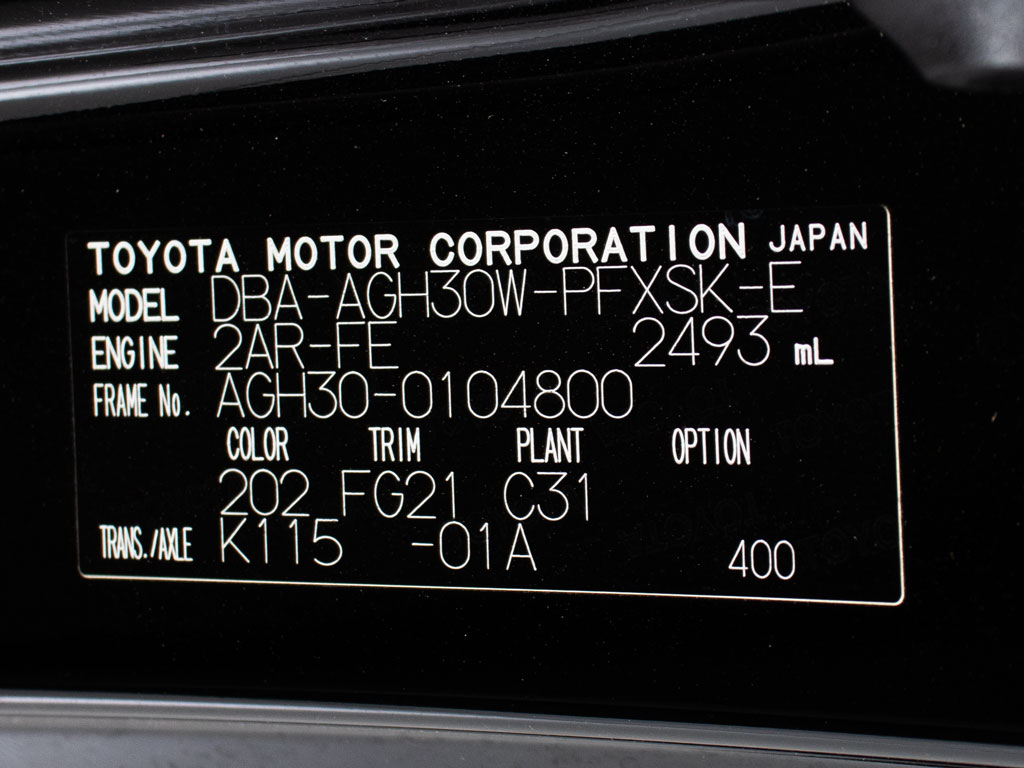 TOYOTA MOTOR CORPORATION JAPAN
MODEL DBA-AGH30W-PFXSK-E
ENGINE 2AR-FE 2493 mL
FRAME No. AGH30-0104800
COLOR TRIM PLANT OPTION
202 FG21 C31
TRANS./AXLE K115 -01A 400